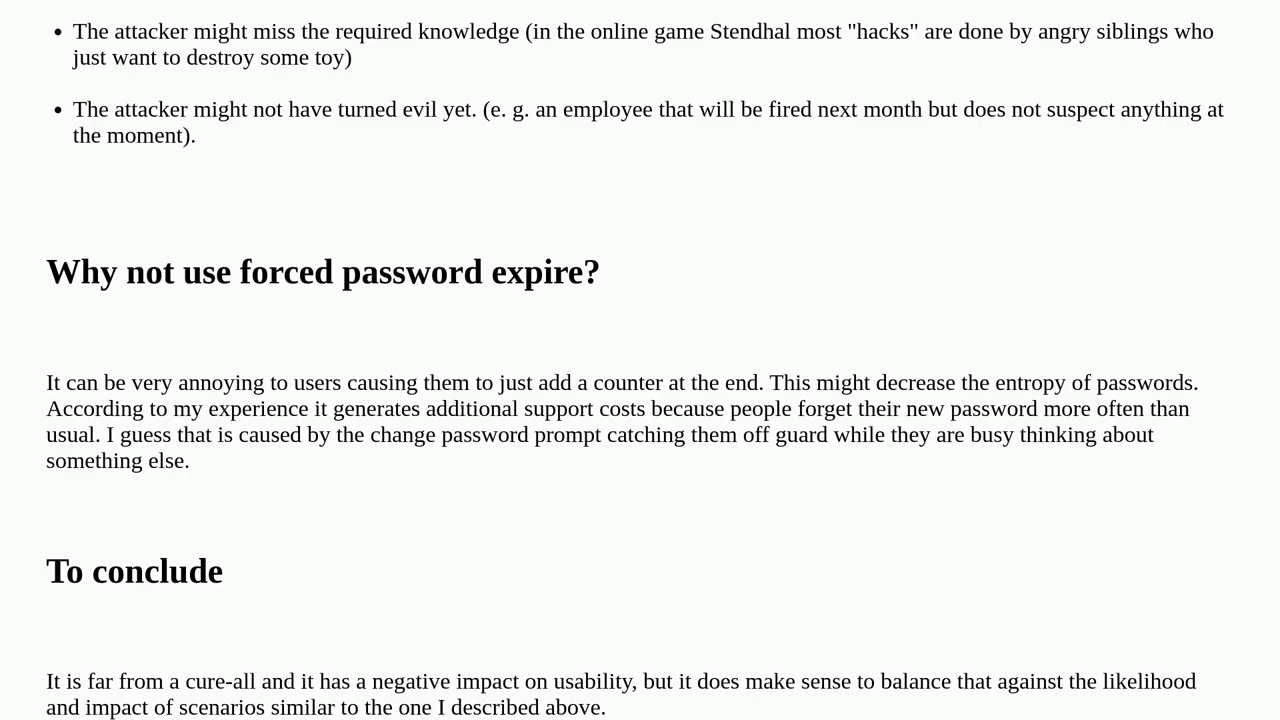 • The attacker might miss the required knowledge (in the online game Stendhal most "hacks" are done by angry siblings who
just want to destroy some toy)
• The attacker might not have turned evil yet. (e. g. an employee that will be fired next month but does not suspect anything at
the moment).
Why not use forced password expire?
It can be very annoying to users causing them to just add a counter at the end. This might decrease the entropy of passwords.
According to my experience it generates additional support costs because people forget their new password more often than
usual. I guess that is caused by the change password prompt catching them off guard while they are busy thinking about
something else.
To conclude
It is far from a cure-all and it has a negative impact on usability, but it does make sense to balance that against the likelihood
and impact of scenarios similar to the one I described above.